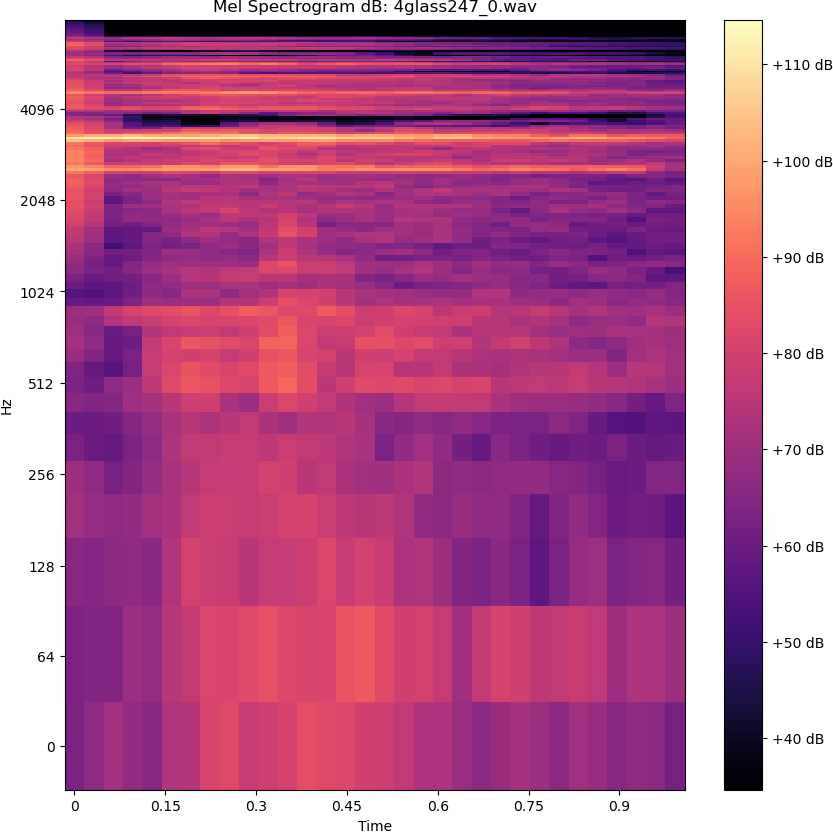 Mel Spectrogram dB: 4glass247_0.wav
+110 dB
4096
+100 dB
2048
+90 dB
1024
+80 dB
512
Hz
+70 dB
256
+60 dB
128
64
+50 dB
0
+40 dB
0 0.15 0.3 0.45 0.6 0.75 0.9
Time